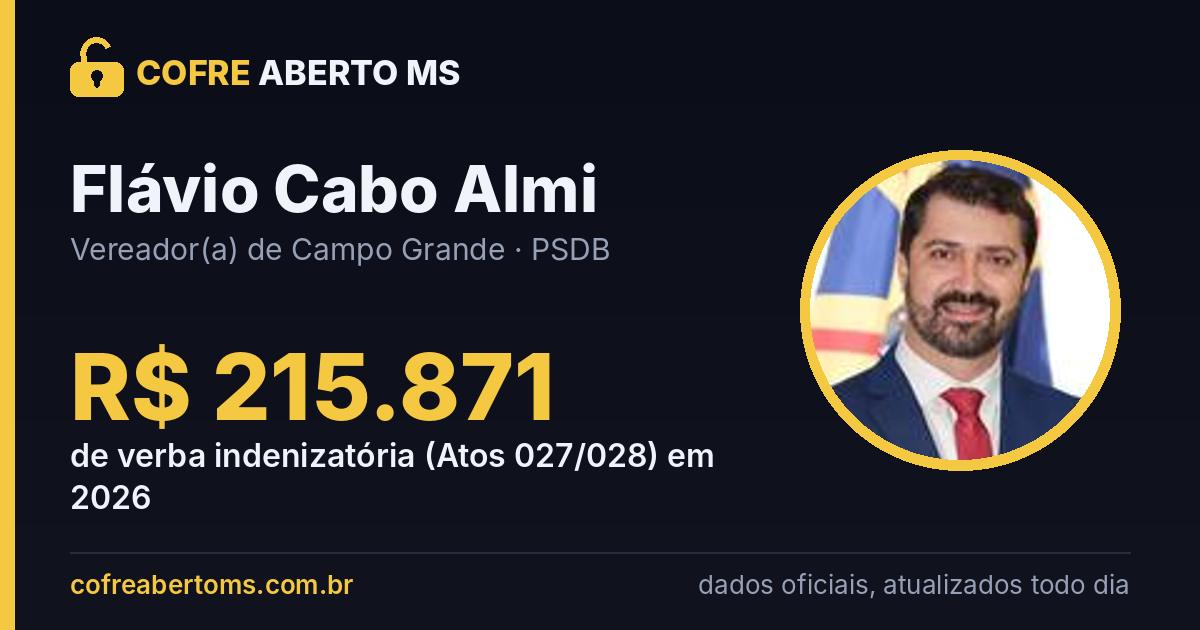 COFRE ABERTO MS
Flávio Cabo Almi
Vereador(a) de Campo Grande · PSDB
R$ 215.871
de verba indenizatória (Atos 027/028) em
2026
cofreabertoms.com.br
dados oficiais, atualizados todo dia